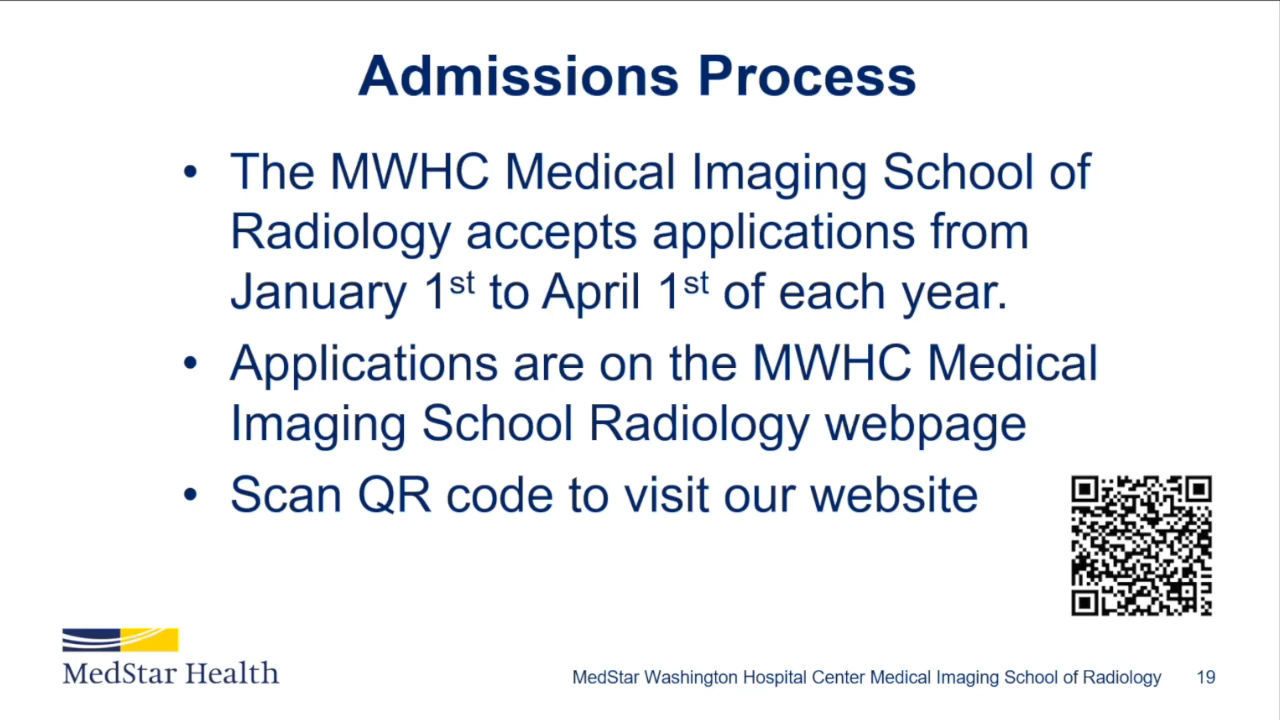 Admissions Process
• The MWHC Medical Imaging School of
Radiology accepts applications from
January 1st to April 1st of each year.
• Applications are on the MWHC Medical
Imaging School Radiology webpage
• Scan QR code to visit our website
MedStar Health
MedStar Washington Hospital Center Medical Imaging School of Radiology 19